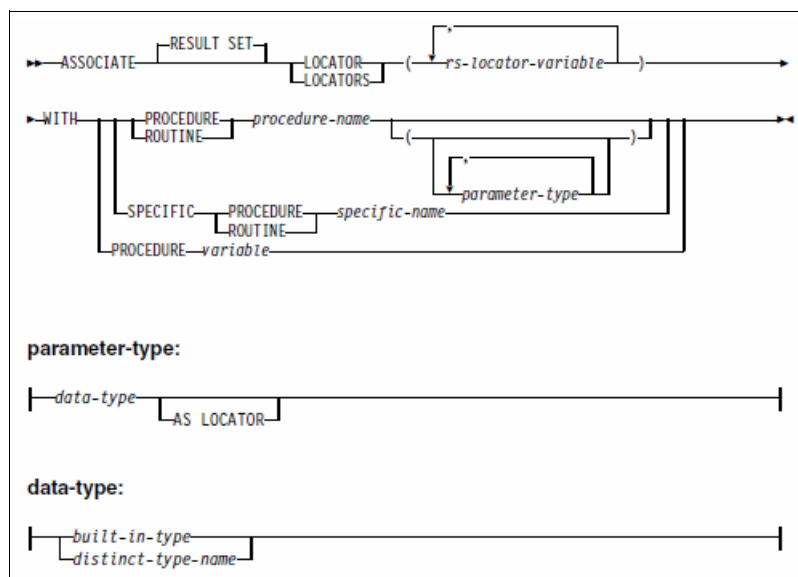 RESULT SET
ASSOCIATE LOCATOR ( rs-locator-variable )
LOCATORS
,
WITH PROCEDURE procedure-name
ROUTINE ( )
,
parameter-type
SPECIFIC PROCEDURE specific-name
ROUTINE
PROCEDURE variable
parameter-type:
data-type
AS LOCATOR
data-type:
built-in-type
distinct-type-name